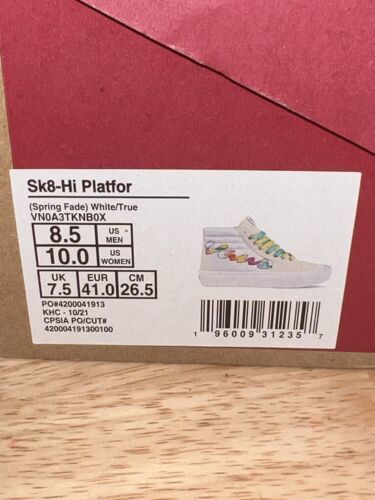 Sk8-Hi Platfor
(Spring Fade) White/True
VN0A3TKNB0X
8.5 US MEN
10.0 US WOMEN
UK EUR CM
7.5 41.0 26.5
PO#4200041913
KHC - 10/21
CPSIA PO/CUT#
420004191300100
1 96009 31235 7